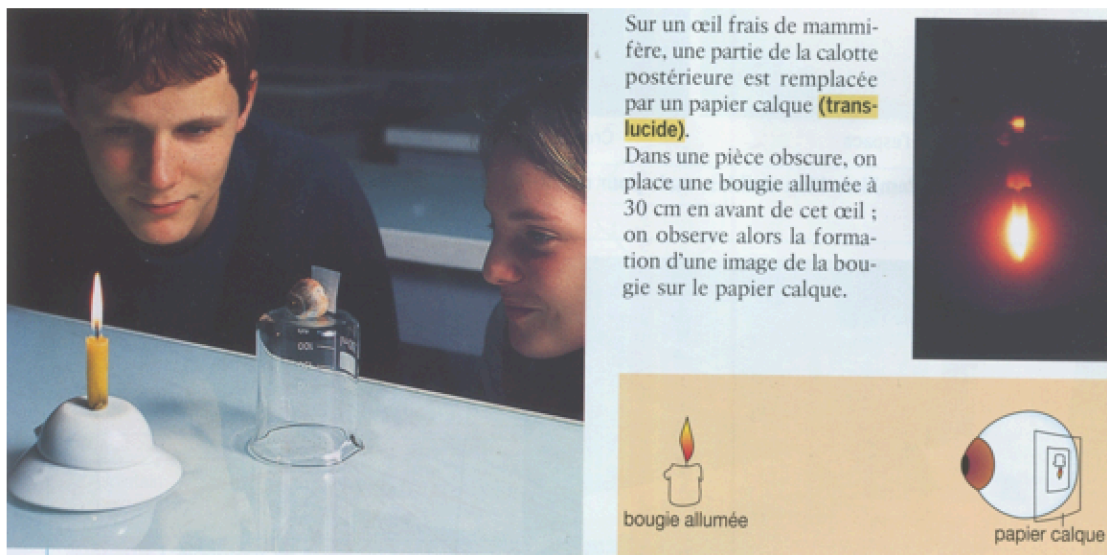 Sur un œil frais de mammi-
fère, une partie de la calotte
postérieure est remplacée
par un papier calque (trans-
lucide).
Dans une pièce obscure, on
place une bougie allumée à
30 cm en avant de cet œil ;
on observe alors la forma-
tion d'une image de la bou-
gie sur le papier calque.
100
bougie allumée
papier calque